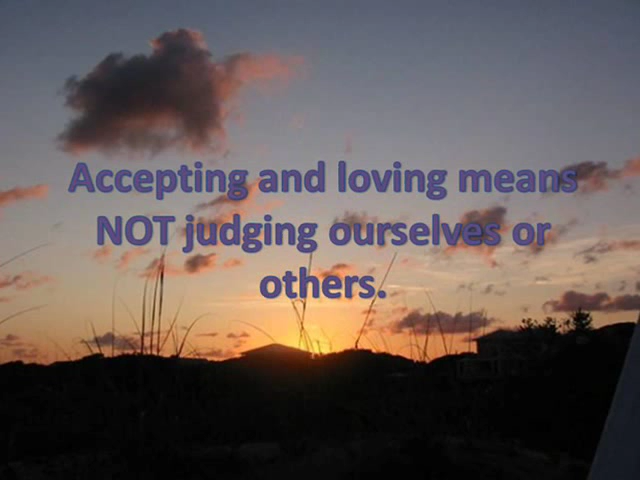 Accepting and loving means
NOT judging ourselves or
others.